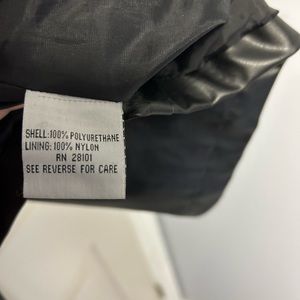 SHELL:100% POLYURETHANE
LINING:100% NYLON
RN 28101
SEE REVERSE FOR CARE